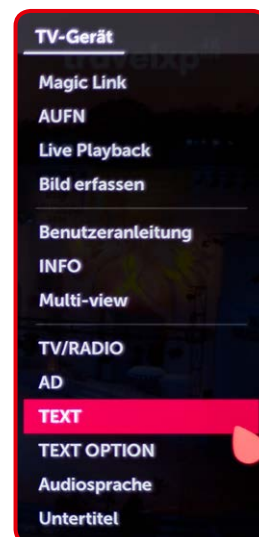 TV-Gerät
travelxp
Magic Link
AUFN
Live Playback
Bild erfassen
Benutzeranleitung
INFO
Multi-view
TV/RADIO
AD
TEXT
TEXT OPTION
Audiosprache
Untertitel